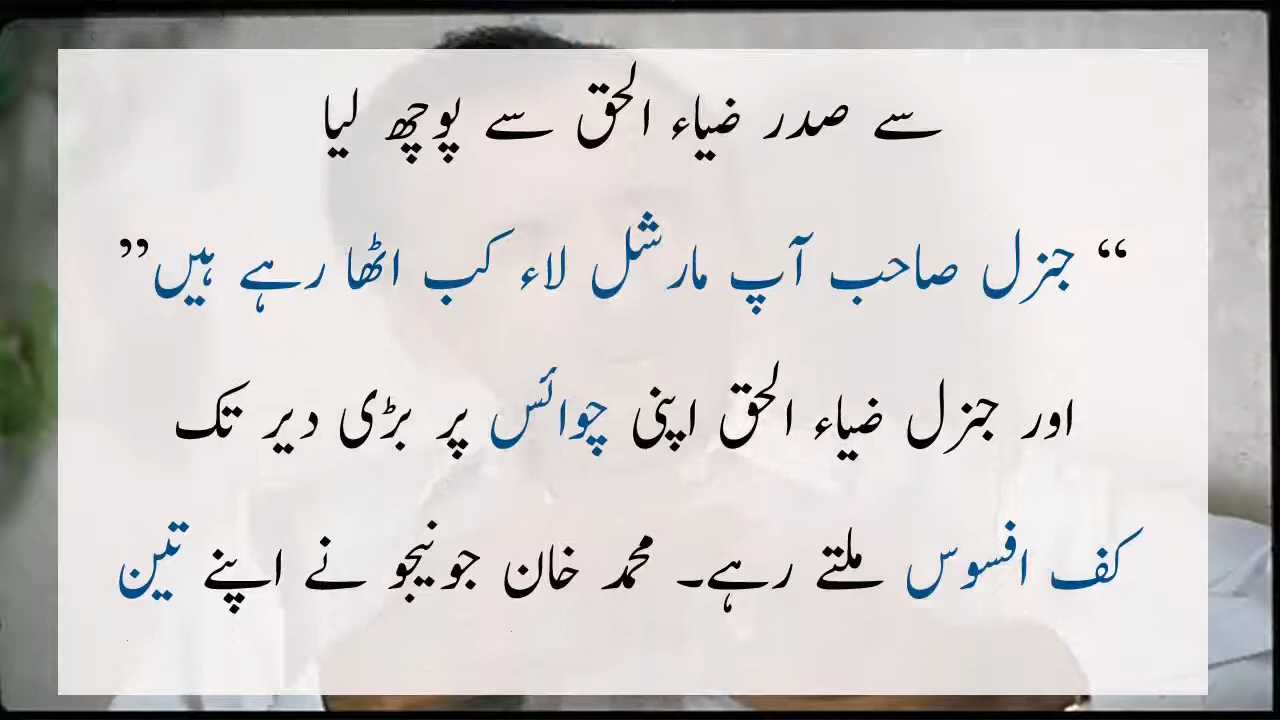 سے صدر ضیاء الحق سے پوچھ لیا
“ جنرل صاحب آپ مارشل لاء کب اٹھا رہے ہیں”
اور جنرل ضیاء الحق اپنی چوائس پر بڑی دیر تک
کف افسوس ملتے رہے۔ محمد خان جونیجو نے اپنے تین